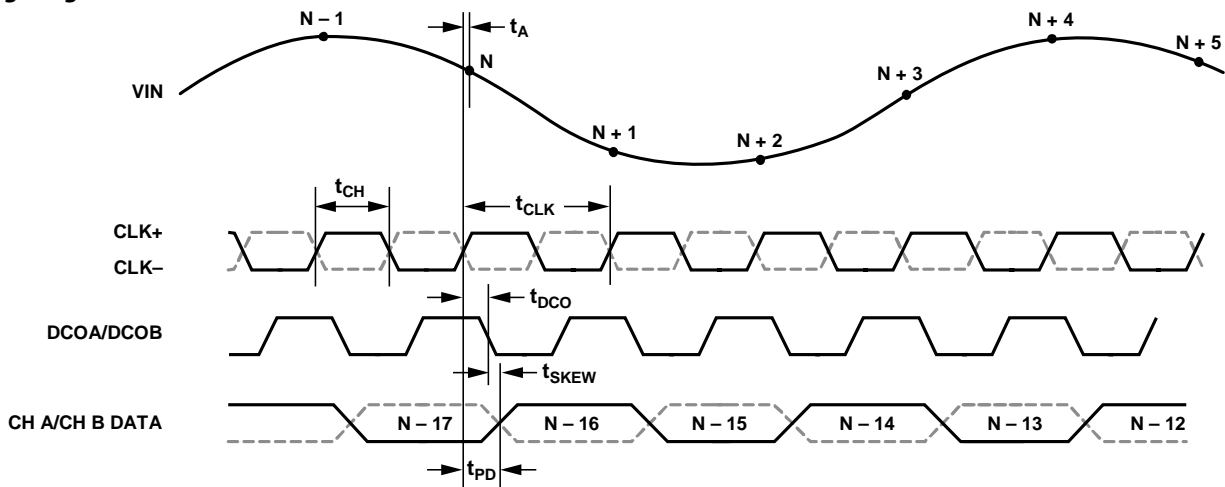 N – 1
tA
N
N + 4
N + 5
N + 3
VIN
N + 1
N + 2
tCH
tCLK
CLK+
CLK–
tDCO
DCOA/DCOB
tSKEW
CH A/CH B DATA
N – 17
N – 16
N – 15
N – 14
N – 13
N – 12
tPD